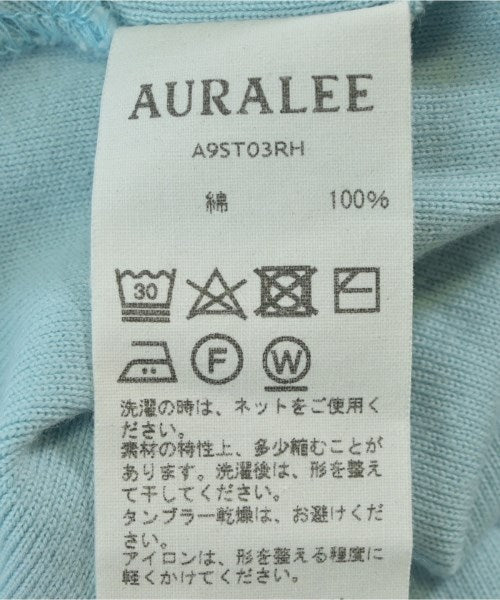 AURALEE
A9ST03RH
綿 100%
30
F W
洗濯の時は、ネットをご使用く
ださい。
素材の特性上、多少縮むことが
あります。洗濯後は、形を整え
て干してください。
タンブラー乾燥は、お避けくだ
さい。
アイロンは、形を整える程度に
軽くかけてください。